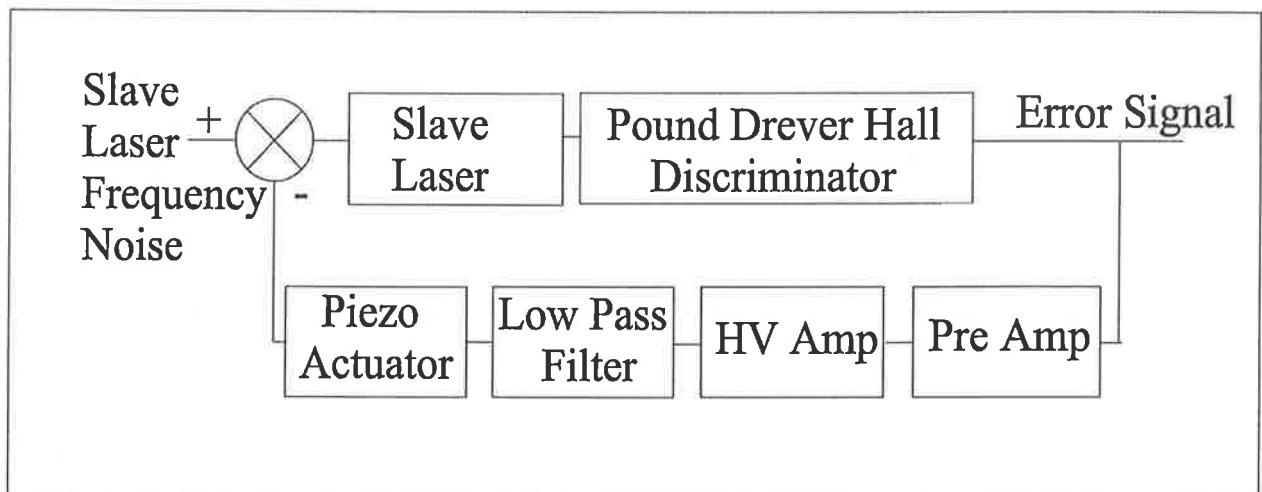 Slave
Laser
Frequency
Noise
+
-
Slave
Laser
Pound Drever Hall
Discriminator
Error Signal
Piezo
Actuator
Low Pass
Filter
HV Amp
Pre Amp